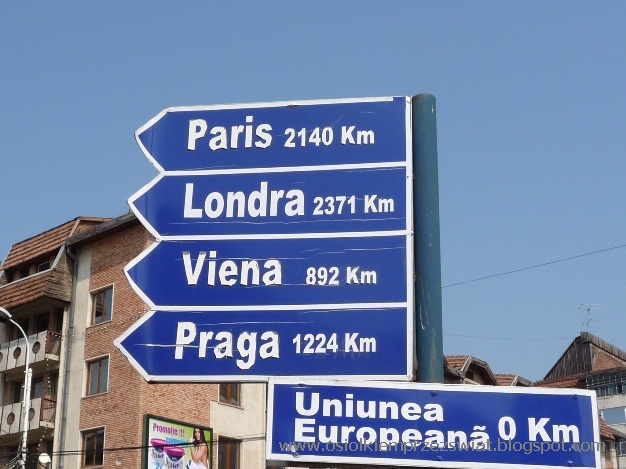 Paris 2140 Km
Londra 2371 Km
Viena 892 Km
Praga 1224 Km
Uniunea
Europeană 0 Km
Promoție !!!
www.osiolkiemprzezswiat.blogspot.com